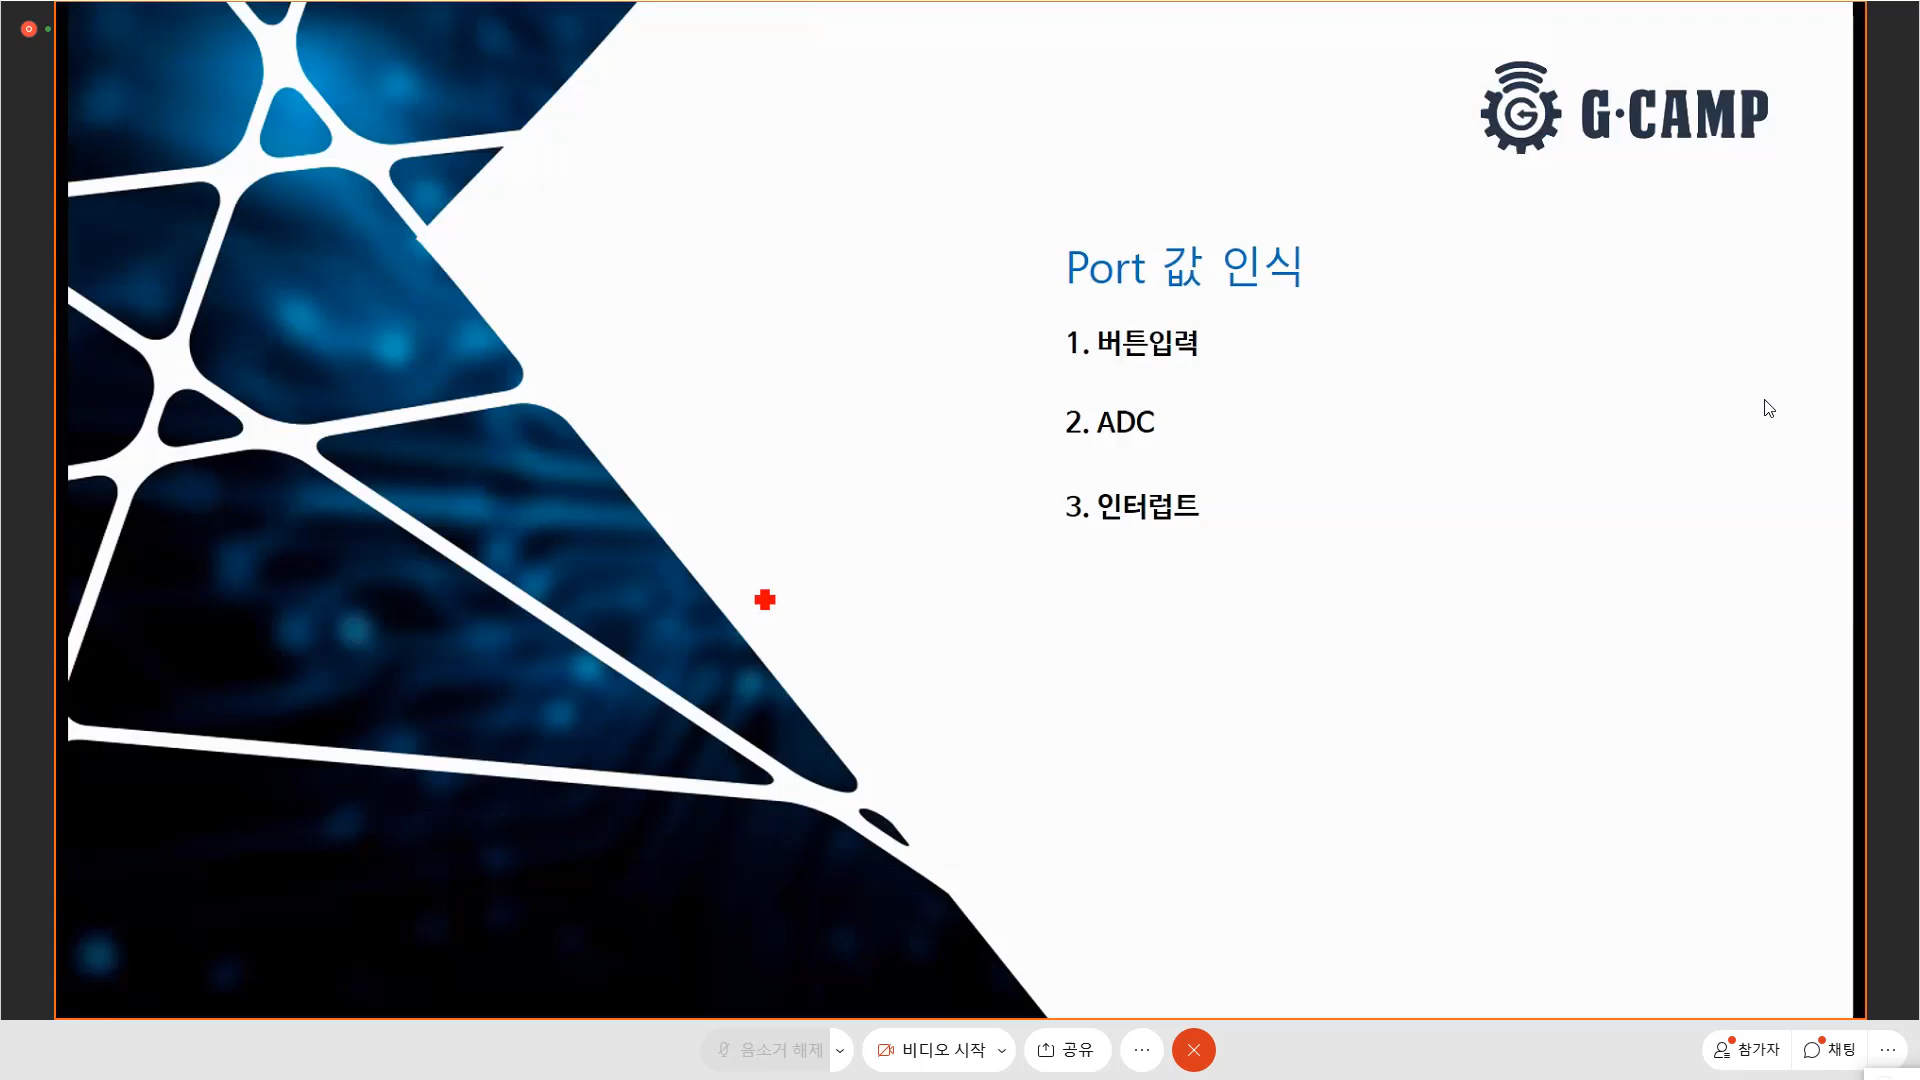 G·CAMP
Port 값 인식
1. 버튼입력
2. ADC
3. 인터럽트
음소거 해제
비디오 시작
공유
참가자
채팅